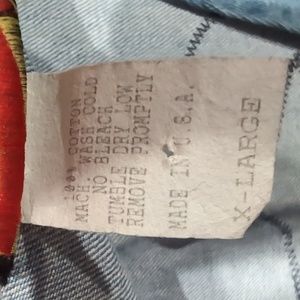 100% COTTON
MACH. WASH COLD
NO BLEACH
TUMBLE DRY LOW
REMOVE PROMPTLY
MADE IN U.S.A.
X-LARGE